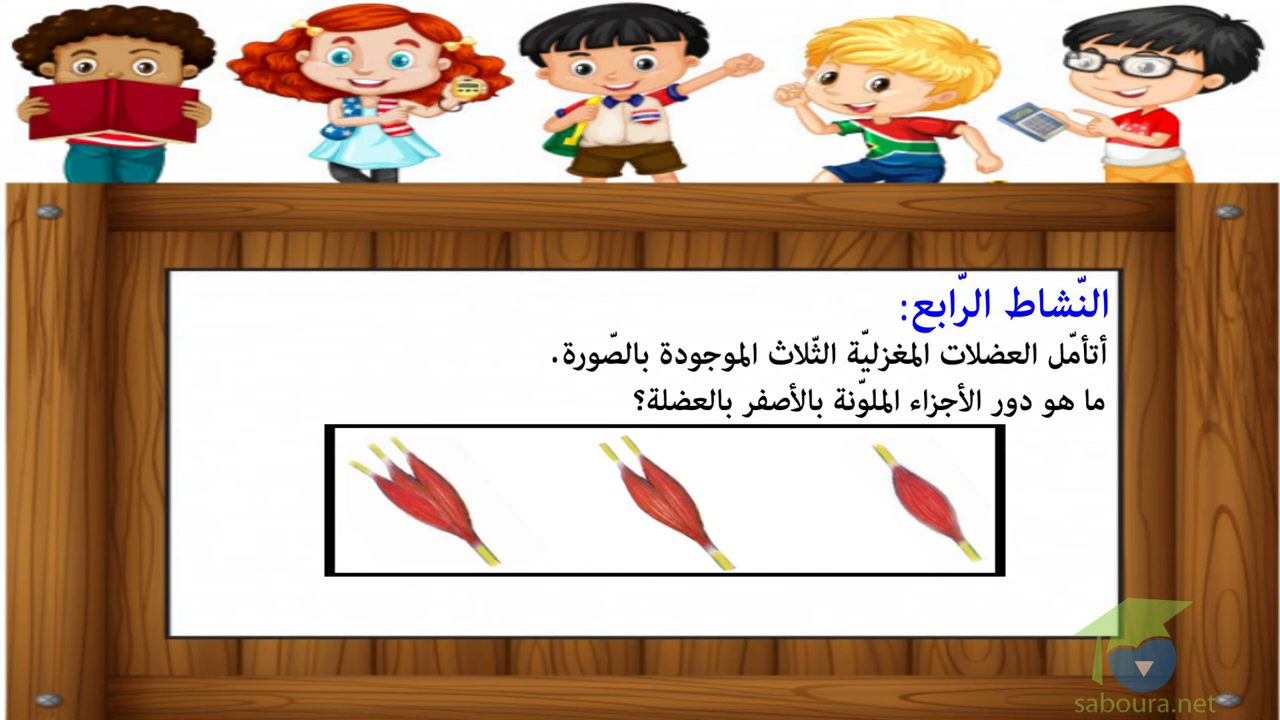 النّشاط الرّابع:
أتأمّل العضلات المغزليّة الثّلاث الموجودة بالصّورة.
ما هو دور الأجزاء الملوّنة بالأصفر بالعضلة؟
saboura.net